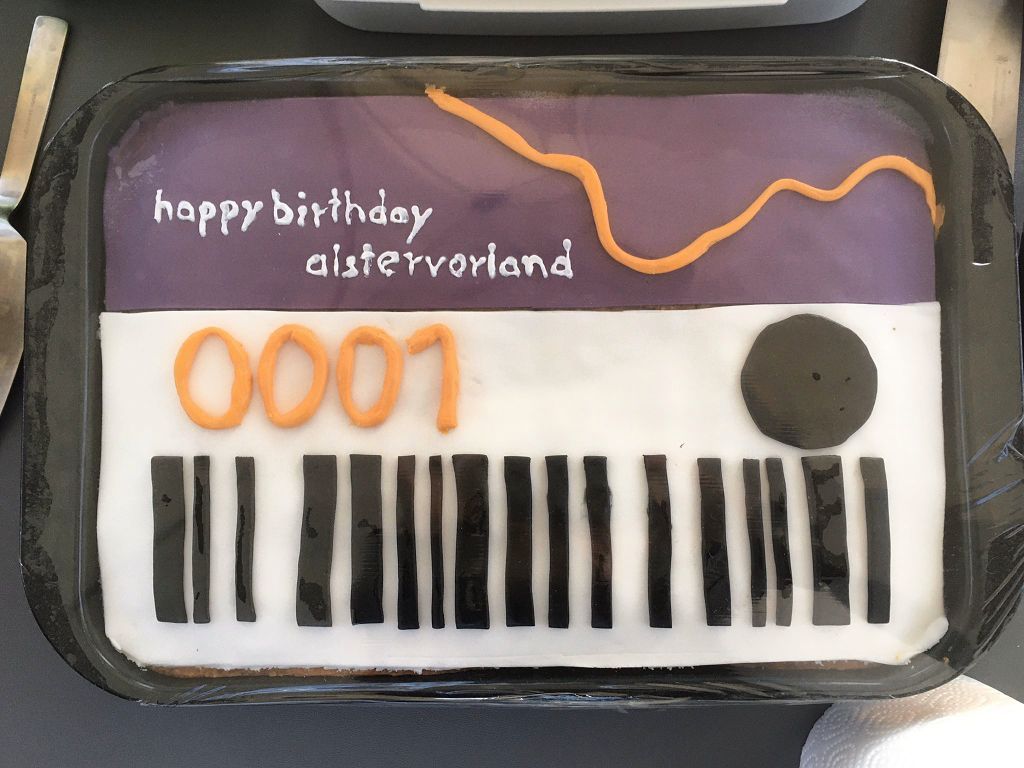 happy birthday
alstervorland
0001